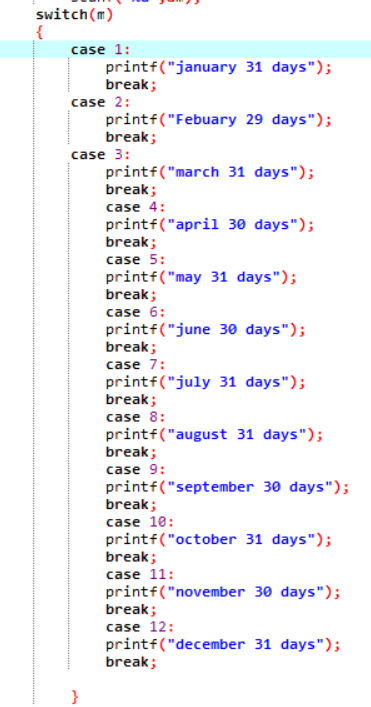 switch(m)
{
case 1:
printf("january 31 days");
break;
case 2:
printf("Febuary 29 days");
break;
case 3:
printf("march 31 days");
break;
case 4:
printf("april 30 days");
break;
case 5:
printf("may 31 days");
break;
case 6:
printf("june 30 days");
break;
case 7:
printf("july 31 days");
break;
case 8:
printf("august 31 days");
break;
case 9:
printf("september 30 days");
break;
case 10:
printf("october 31 days");
break;
case 11:
printf("november 30 days");
break;
case 12:
printf("december 31 days");
break;
}